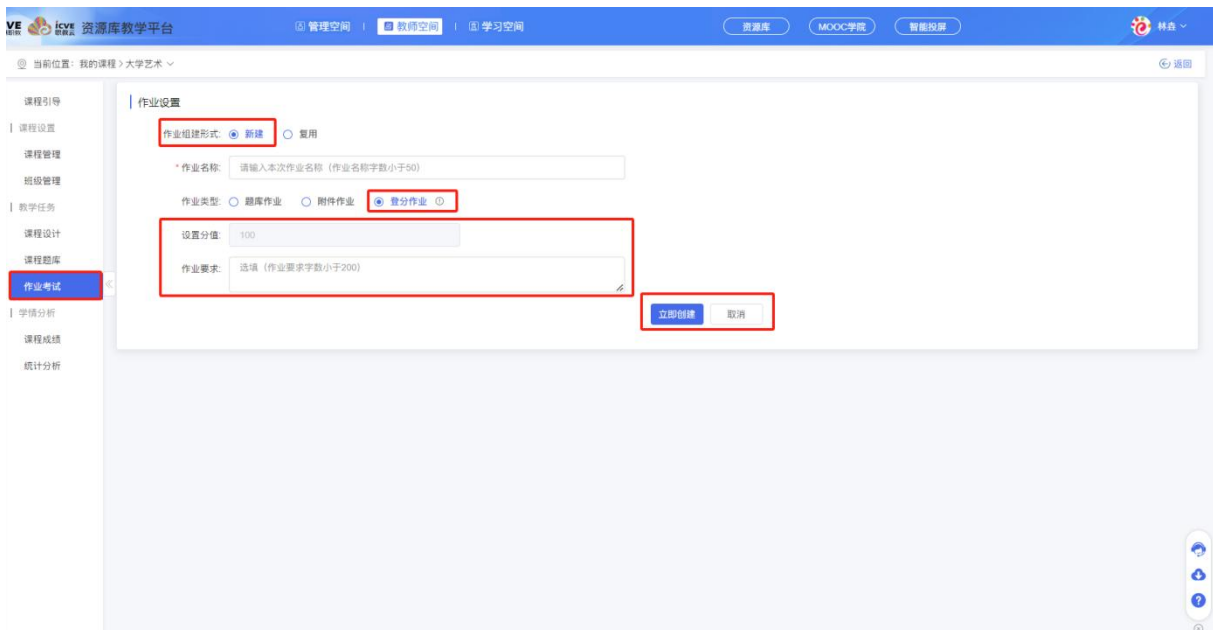 VE icve 资源库教学平台 管理空间 教师空间 学习空间 资源库 MOOC学院 智能投屏 林垚
当前位置：我的课程 > 大学艺术 返回
课程引导
课程设置
课程管理
班级管理
教学任务
课程设计
课程题库
作业考试
学情分析
课程成绩
统计分析
作业设置
作业组建形式: 新建 复用
* 作业名称: 请输入本次作业名称（作业名称字数小于50）
作业类型: 题库作业 附件作业 登分作业
设置分值: 100
作业要求: 选填（作业要求字数小于200）
立即创建 取消